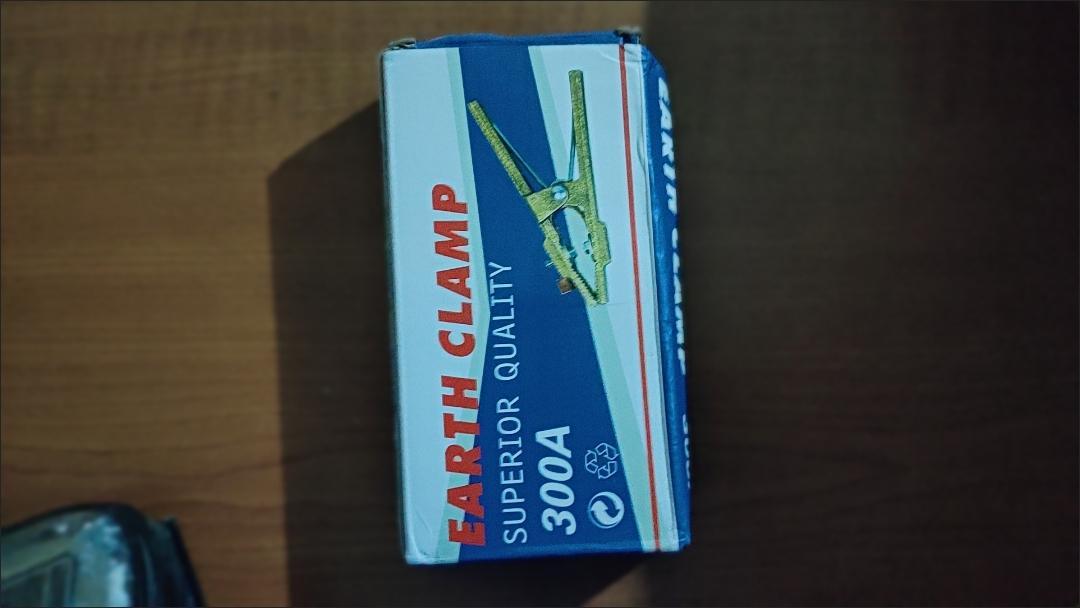 EARTH CLAMP
SUPERIOR QUALITY
300A
EARTH CLAMP